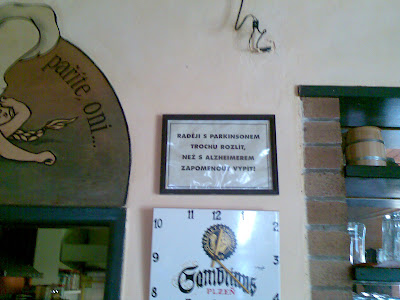 pařite, oni...
RADĚJI S PARKINSONEM
TROCHU ROZLÍT,
NEŽ S ALZHEIMEREM
ZAPOMENOUT VYPÍT!
10 11 12 1 2
9 3
Gambrinus
PLZEŇ